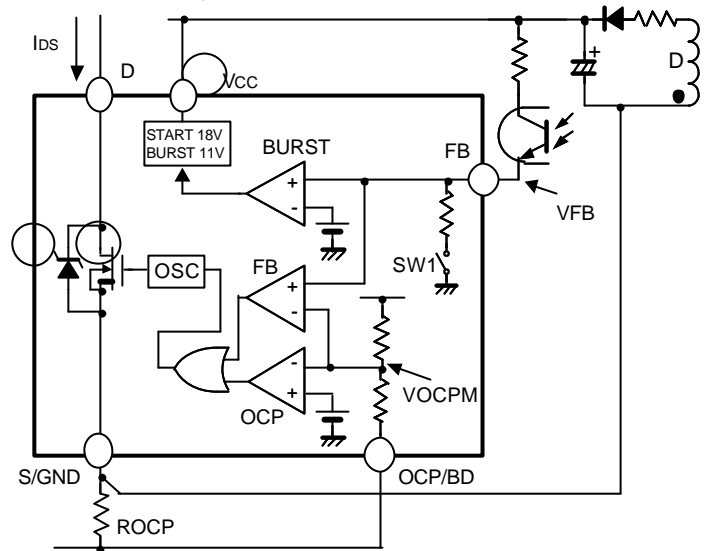 IDS
D
VCC
D
+
START 18V
BURST 11V
BURST
FB
+
-
VFB
SW1
OSC
FB
+
-
-
+
OCP
VOCPM
S/GND
OCP/BD
ROCP